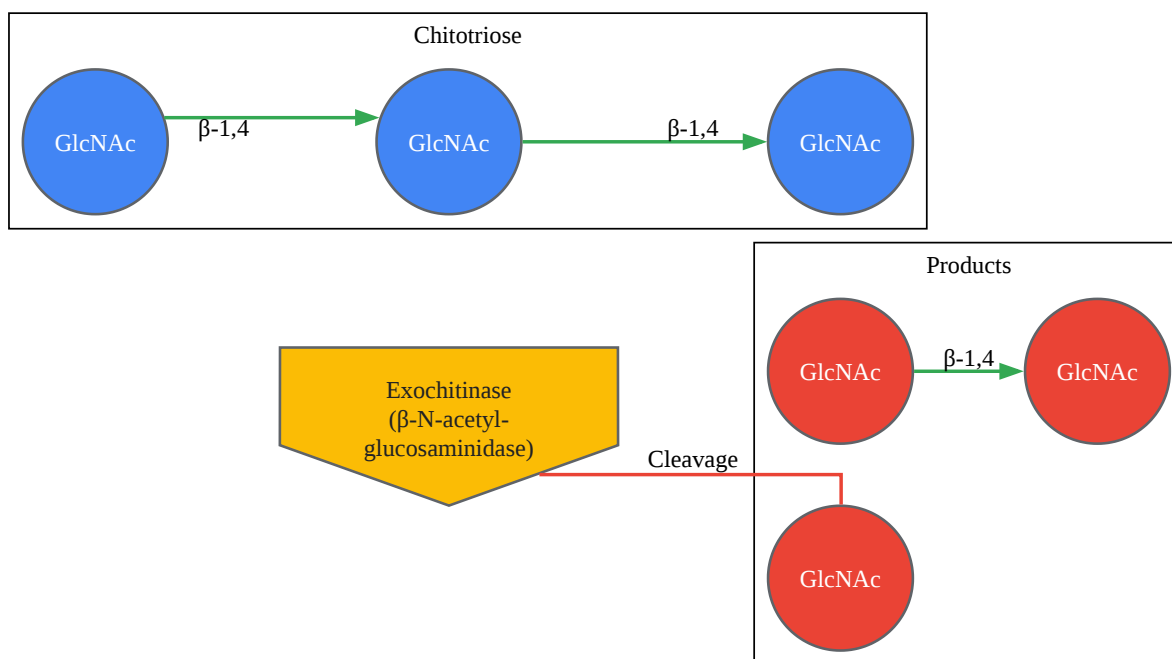 Chitotriose
GlcNAc
β-1,4
GlcNAc
β-1,4
GlcNAc
Products
GlcNAc
β-1,4
GlcNAc
Exochitinase
(β-N-acetyl-
glucosaminidase)
Cleavage
GlcNAc